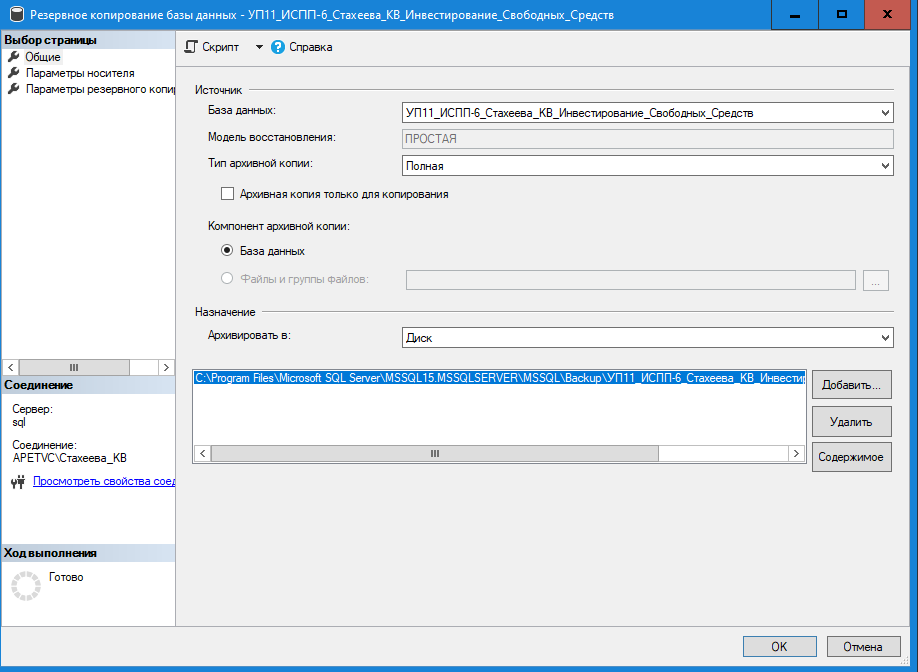 Резервное копирование базы данных - УП11_ИСПП-6_Стахеева_КВ_Инвестирование_Свободных_Средств
Выбор страницы
Общие
Параметры носителя
Параметры резервного копи
Скрипт
Справка
Источник
База данных:
УП11_ИСПП-6_Стахеева_КВ_Инвестирование_Свободных_Средств
Модель восстановления:
ПРОСТАЯ
Тип архивной копии:
Полная
Архивная копия только для копирования
Компонент архивной копии:
База данных
Файлы и группы файлов:
...
Назначение
Архивировать в:
Диск
C:\Program Files\Microsoft SQL Server\MSSQL15.MSSQLSERVER\MSSQL\Backup\УП11_ИСПП-6_Стахеева_КВ_Инвестир
Добавить...
Удалить
Содержимое
Соединение
Сервер:
sql
Соединение:
APETVC\Стахеева_КВ
Просмотреть свойства соед
Ход выполнения
Готово
ОК
Отмена